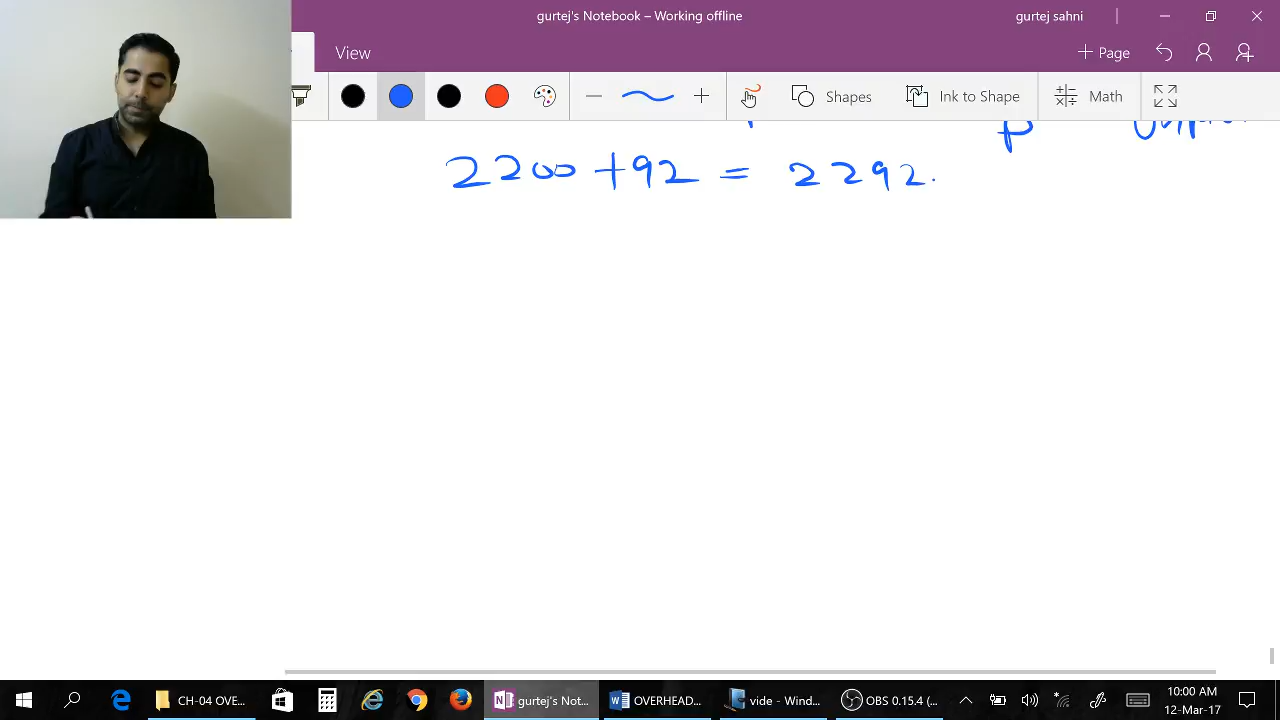 gurtej's Notebook – Working offline
gurtej sahni
View
Page
Shapes
Ink to Shape
Math
p
2200 + 92 = 2292.
CH-04 OVE...
gurtej's Not...
OVERHEAD...
vide - Wind...
OBS 0.15.4 (...
10:00 AM
12-Mar-17